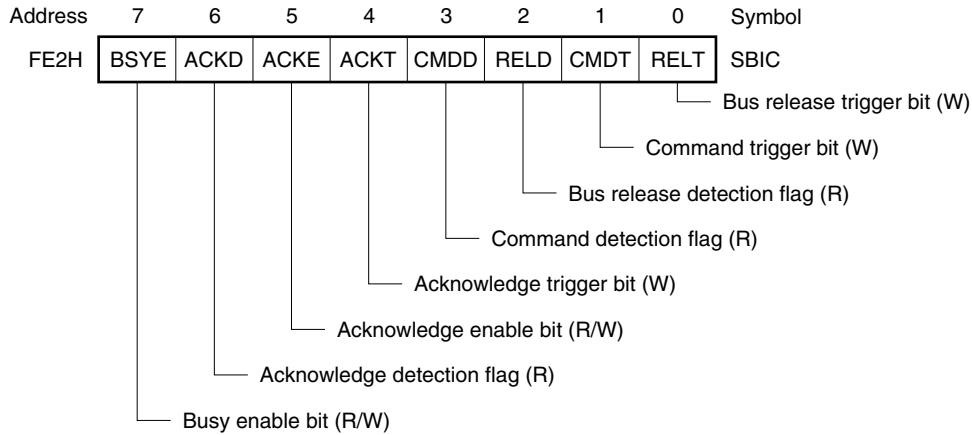 Address 7 6 5 4 3 2 1 0 Symbol
FE2H BSYE ACKD ACKE ACKT CMDD RELD CMDT RELT SBIC
Bus release trigger bit (W)
Command trigger bit (W)
Bus release detection flag (R)
Command detection flag (R)
Acknowledge trigger bit (W)
Acknowledge enable bit (R/W)
Acknowledge detection flag (R)
Busy enable bit (R/W)